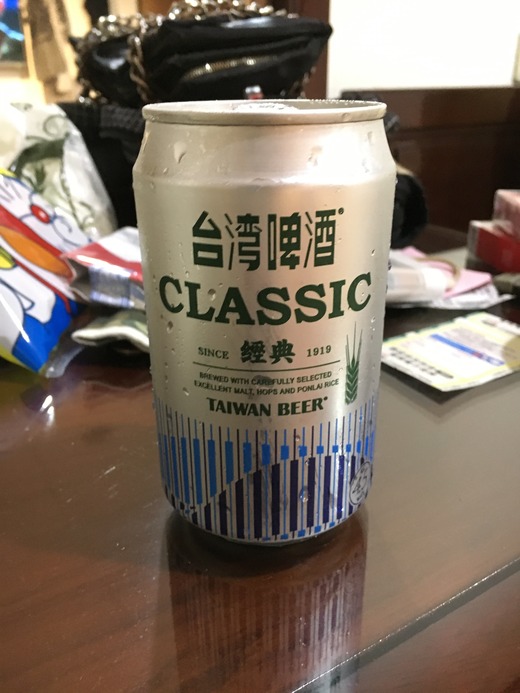 台湾啤酒®
CLASSIC
SINCE 經典 1919
BREWED WITH CAREFULLY SELECTED
EXCELLENT MALT, HOPS AND PONLAI RICE
TAIWAN BEER®